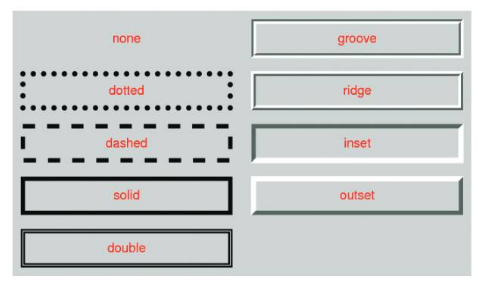 none
dotted
dashed
solid
double
groove
ridge
inset
outset